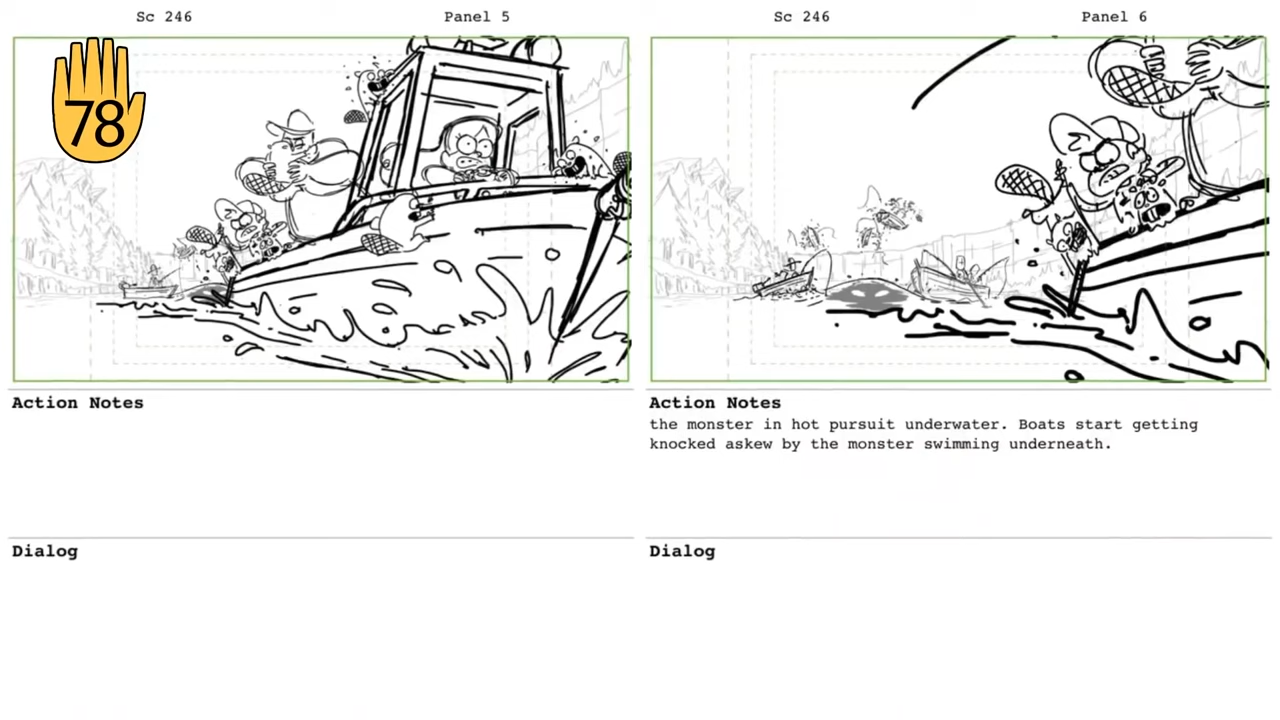 Sc 246
Panel 5
Sc 246
Panel 6
78
Action Notes
Action Notes
the monster in hot pursuit underwater. Boats start getting
knocked askew by the monster swimming underneath.
Dialog
Dialog